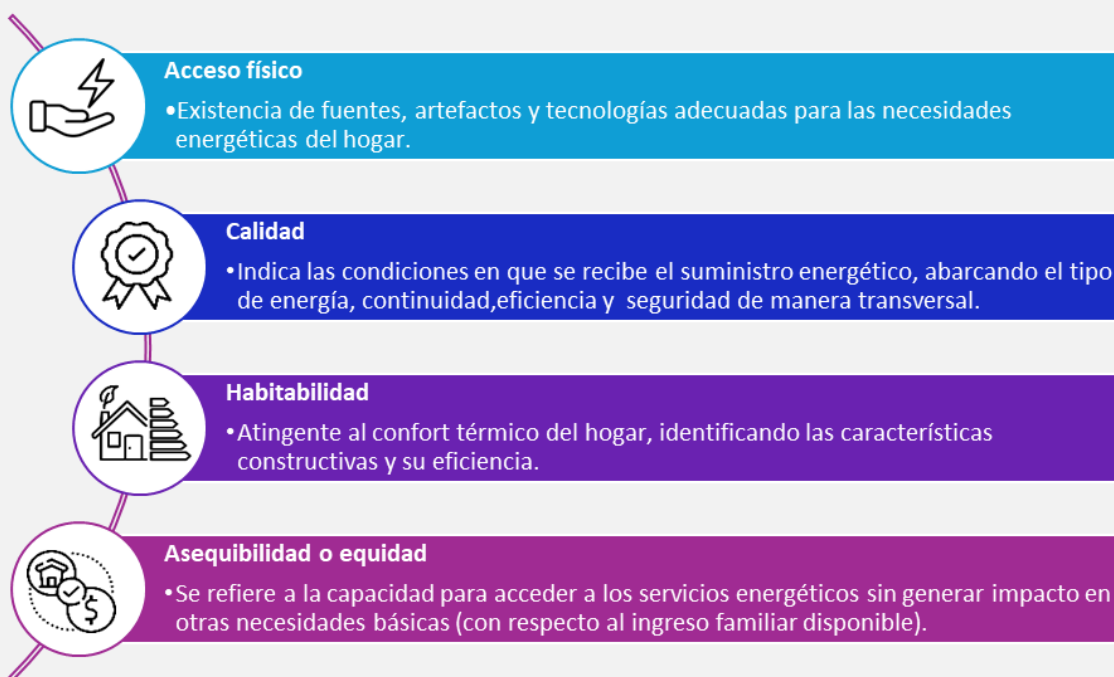 Acceso físico
•Existencia de fuentes, artefactos y tecnologías adecuadas para las necesidades
energéticas del hogar.
Calidad
•Indica las condiciones en que se recibe el suministro energético, abarcando el tipo
de energía, continuidad,eficiencia y  seguridad de manera transversal.
Habitabilidad
•Atingente al confort térmico del hogar, identificando las características
constructivas y su eficiencia.
Asequibilidad o equidad
•Se refiere a la capacidad para acceder a los servicios energéticos sin generar impacto en
otras necesidades básicas (con respecto al ingreso familiar disponible).
$